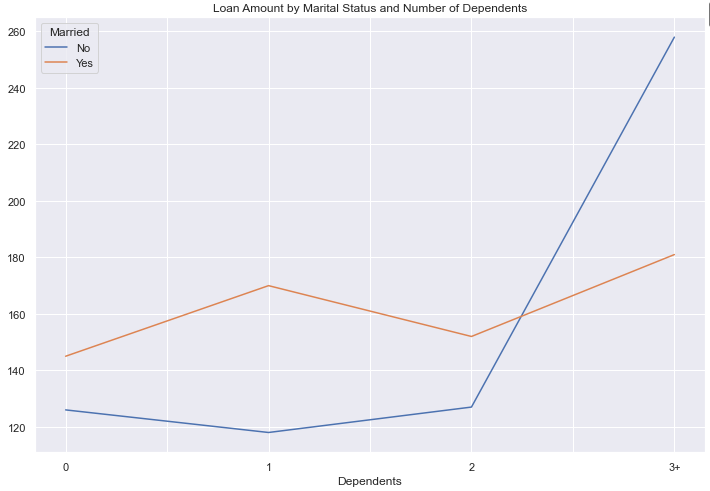 Loan Amount by Marital Status and Number of Dependents
Married
No
Yes
260
240
220
200
180
160
140
120
0 1 2 3+
Dependents